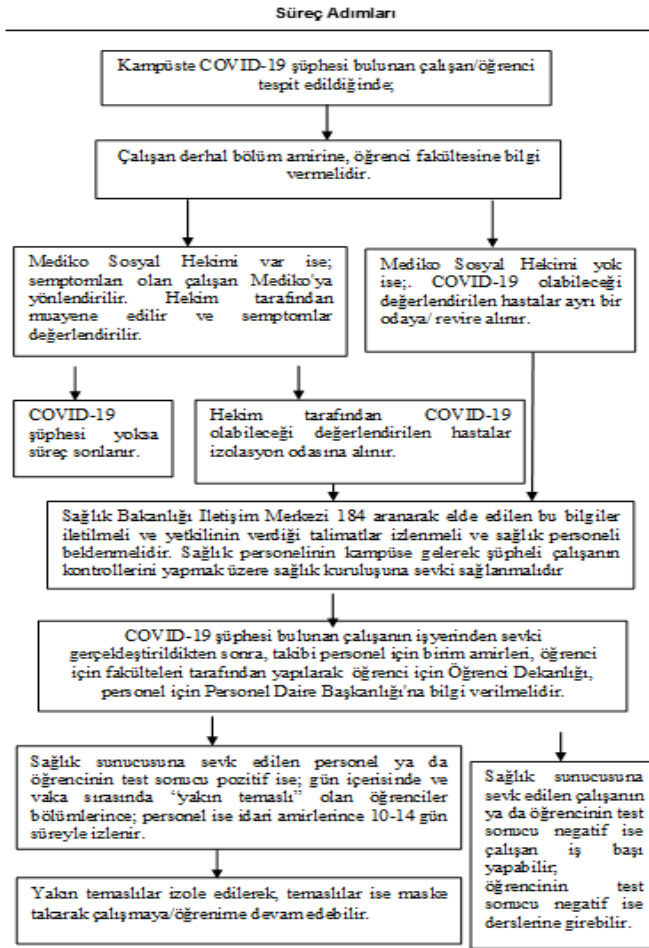 Süreç Adımları
Kampüste COVID-19 şüphesi bulunan çalışan/öğrenci
tespit edildiğinde;
Çalışan derhal bölüm amirine, öğrenci fakültesine bilgi
vermelidir.
Mediko Sosyal Hekimi var ise;
semptomları olan çalışan Mediko'ya
yönlendirilir. Hekim tarafından
muayene edilir ve semptomlar
değerlendirilir.
Mediko Sosyal Hekimi yok
ise;. COVID-19 olabileceği
değerlendirilen hastalar ayrı bir
odaya/ revire alınır.
COVID-19
şüphesi yoksa
süreç sonlanır.
Hekim tarafından COVID-19
olabileceği değerlendirilen hastalar
izolasyon odasına alınır.
Sağlık Bakanlığı Iletişim Merkezi 184 aranarak elde edilen bu bilgiler
iletilmeli ve yetkilinin verdiği talimatlar izlenmeli ve sağlık personeli
beklenmelidir. Sağlık personelinin kampüse gelerek şüpheli çalışanın
kontrollerini yapmak üzere sağlık kuruluşuna sevki sağlanmalıdır
COVID-19 şüphesi bulunan çalışanın işyerinden sevki
gerçekleştirildikten sonra, takibi personel için birim amirleri, öğrenci
için fakülteleri tarafından yapılarak öğrenci için Öğrenci Dekanlığı,
personel için Personel Daire Başkanlığı'na bilgi verilmelidir.
Sağlık sunucusuna sevk edilen personel ya da
öğrencinin test sonucu pozitif ise; gün içerisinde ve
vaka sırasında “yakın temaslı” olan öğrenciler
bölümlerince; personel ise idari amirlerince 10-14 gün
süreyle izlenir.
Yakın temaslılar izole edilerek, temaslılar ise maske
takarak çalışmaya/öğrenime devam edebilir.
Sağlık sunucusuna
sevk edilen çalışanın
ya da öğrencinin test
sonucu negatif ise
çalışan iş başı
yapabilir;
öğrencinin test
sonucu negatif ise
derslerine girebilir.